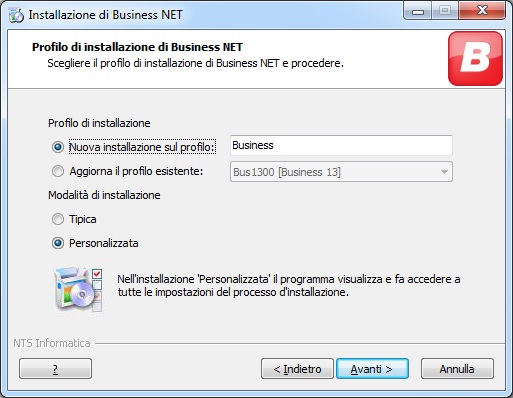 Installazione di Business NET
Profilo di installazione di Business NET
Scegliere il profilo di installazione di Business NET e procedere.
B
Profilo di installazione
Nuova installazione sul profilo:
Business
Aggiorna il profilo esistente:
Bus1300 [Business 13]
Modalità di installazione
Tipica
Personalizzata
Nell'installazione 'Personalizzata' il programma visualizza e fa accedere a
tutte le impostazioni del processo d'installazione.
NTS Informatica
?
< Indietro
Avanti >
Annulla